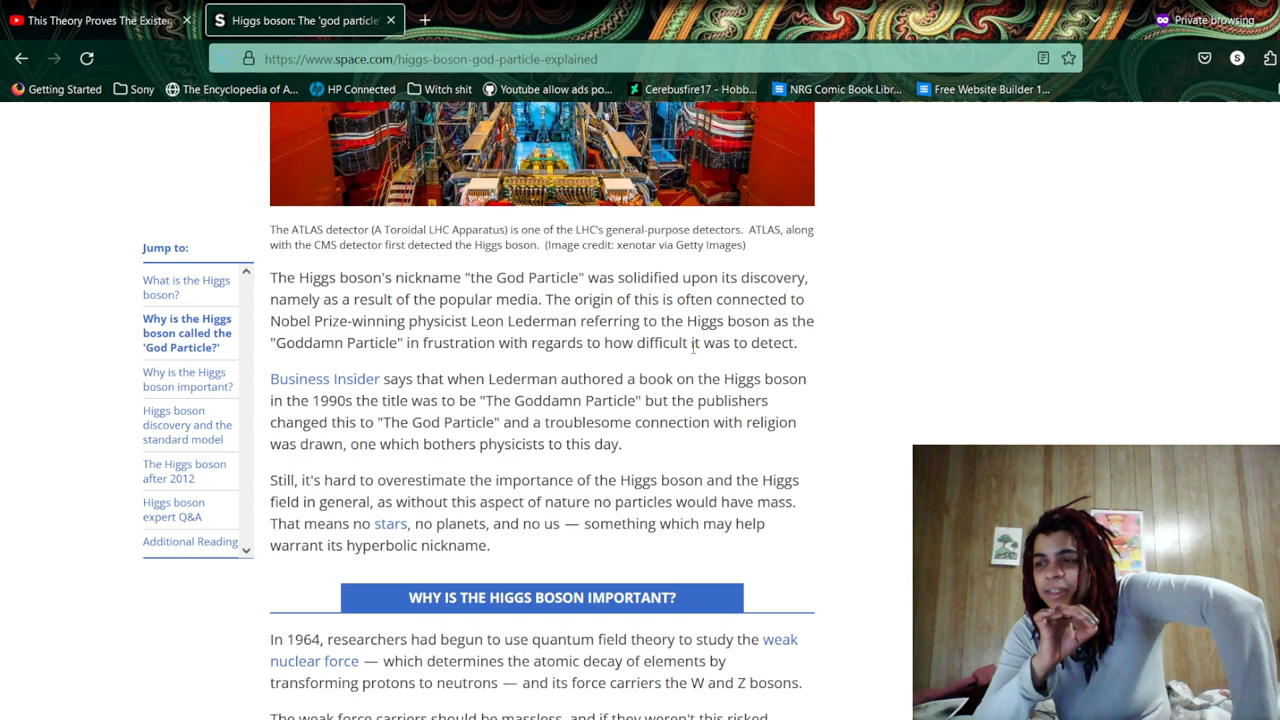 This Theory Proves The Existe
Higgs boson: The 'god particle
Private browsing
https://www.space.com/higgs-boson-god-particle-explained
Getting Started
Sony
The Encyclopedia of A...
HP Connected
Witch shit
Youtube allow ads po...
Cerebusfire17 - Hobb...
NRG Comic Book Libr...
Free Website Builder 1...
The ATLAS detector (A Toroidal LHC Apparatus) is one of the LHC's general-purpose detectors. ATLAS, along
with the CMS detector first detected the Higgs boson. (Image credit: xenotar via Getty Images)
Jump to:
What is the Higgs
boson?
Why is the Higgs
boson called the
'God Particle?'
Why is the Higgs
boson important?
Higgs boson
discovery and the
standard model
The Higgs boson
after 2012
Higgs boson
expert Q&A
Additional Reading
The Higgs boson's nickname "the God Particle" was solidified upon its discovery,
namely as a result of the popular media. The origin of this is often connected to
Nobel Prize-winning physicist Leon Lederman referring to the Higgs boson as the
"Goddamn Particle" in frustration with regards to how difficult it was to detect.
Business Insider says that when Lederman authored a book on the Higgs boson
in the 1990s the title was to be "The Goddamn Particle" but the publishers
changed this to "The God Particle" and a troublesome connection with religion
was drawn, one which bothers physicists to this day.
Still, it's hard to overestimate the importance of the Higgs boson and the Higgs
field in general, as without this aspect of nature no particles would have mass.
That means no stars, no planets, and no us — something which may help
warrant its hyperbolic nickname.
WHY IS THE HIGGS BOSON IMPORTANT?
In 1964, researchers had begun to use quantum field theory to study the weak
nuclear force — which determines the atomic decay of elements by
transforming protons to neutrons — and its force carriers the W and Z bosons.
The weak force carriers should be massless, and if they weren't this risked